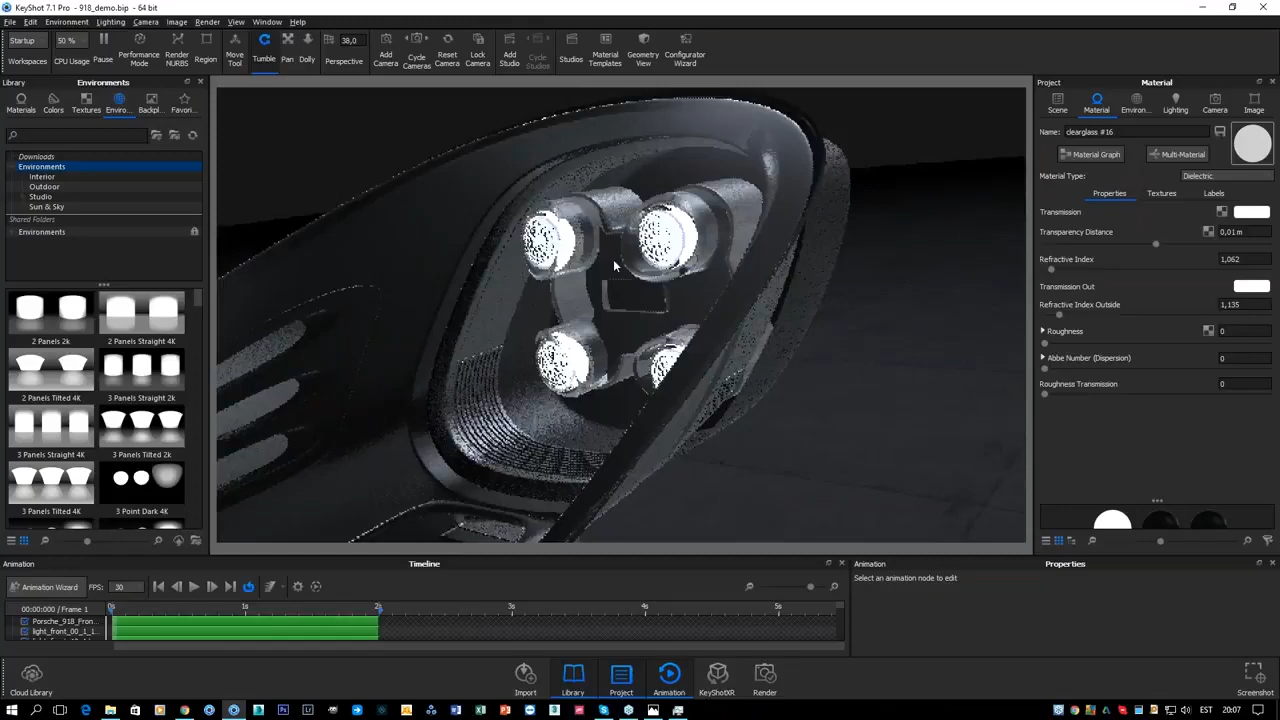 KeyShot 7.1 Pro - 918_demo.bip - 64 bit
File Edit Environment Lighting Camera Image Render View Window Help
Startup 50 % 38,0
Workspaces CPU Usage Pause Performance Mode Render NURBS Region Move Tool Tumble Pan Dolly Perspective Add Camera Cycle Cameras Reset Camera Lock Camera Add Studio Cycle Studios Studios Material Templates Geometry View Configurator Wizard
Library Environments
Materials Colors Textures Enviro... Backpl... Favori...
Downloads
Environments
Interior
Outdoor
Studio
Sun & Sky
Shared Folders
Environments
2 Panels 2k 2 Panels Straight 4K
2 Panels Tilted 4K 3 Panels Straight 2k
3 Panels Straight 4K 3 Panels Tilted 2k
3 Panels Tilted 4K 3 Point Dark 4K
Project Material
Scene Material Environ... Lighting Camera Image
Name: clearglass #16
Material Graph Multi-Material
Material Type: Dielectric
Properties Textures Labels
Transmission
Transparency Distance 0,01 m
Refractive Index 1,062
Transmission Out
Refractive Index Outside 1,135
Roughness 0
Abbe Number (Dispersion) 0
Roughness Transmission 0
Animation Timeline
Animation Wizard FPS: 30
00:00:000 / Frame 1 0s 1s 2s 3s 4s 5s
Porsche_918_Fron...
light_front_00_1_1...
Animation Properties
Select an animation node to edit
Cloud Library Import Library Project Animation KeyShotXR Render Screenshot
EST 20:07